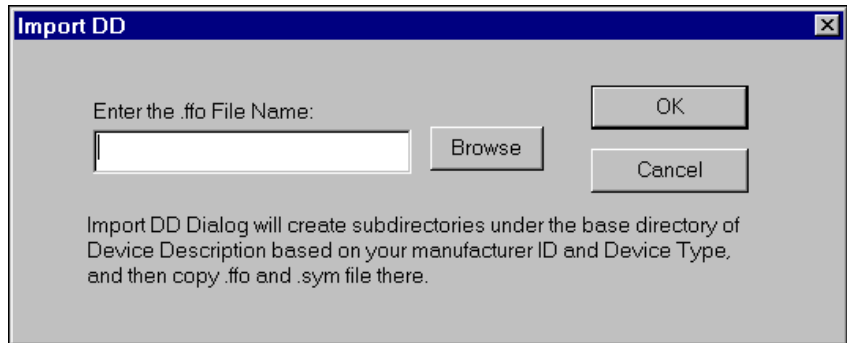 Import DD
Enter the .ffo File Name:
OK
Browse
Cancel
Import DD Dialog will create subdirectories under the base directory of
Device Description based on your manufacturer ID and Device Type,
and then copy .ffo and .sym file there.